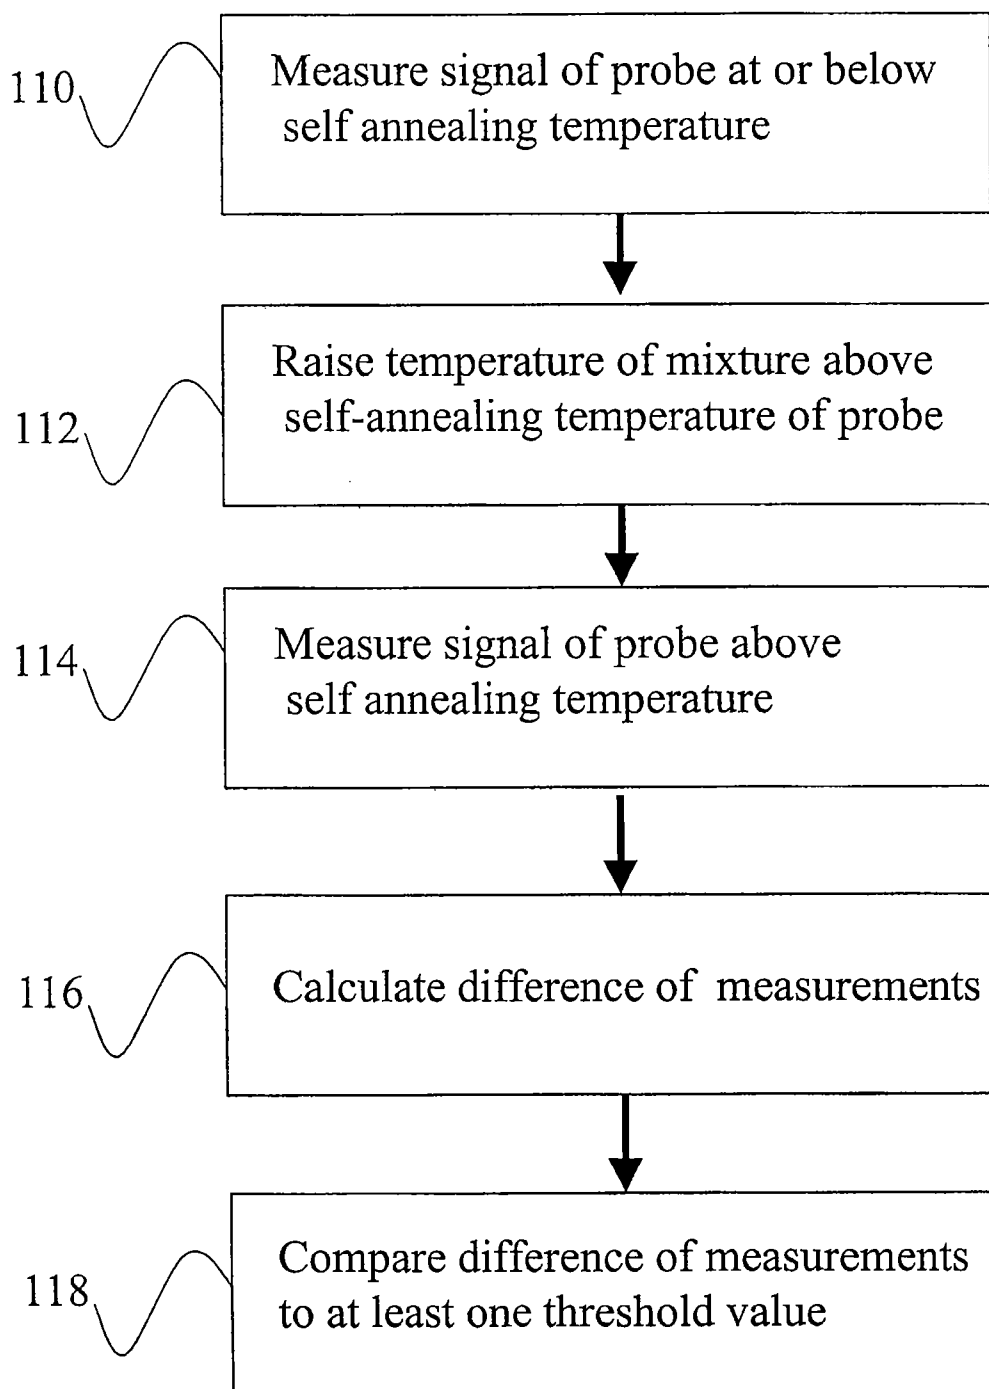 110
Measure signal of probe at or below
self annealing temperature
112
Raise temperature of mixture above
self-annealing temperature of probe
114
Measure signal of probe above
self annealing temperature
116
Calculate difference of measurements
118
Compare difference of measurements
to at least one threshold value